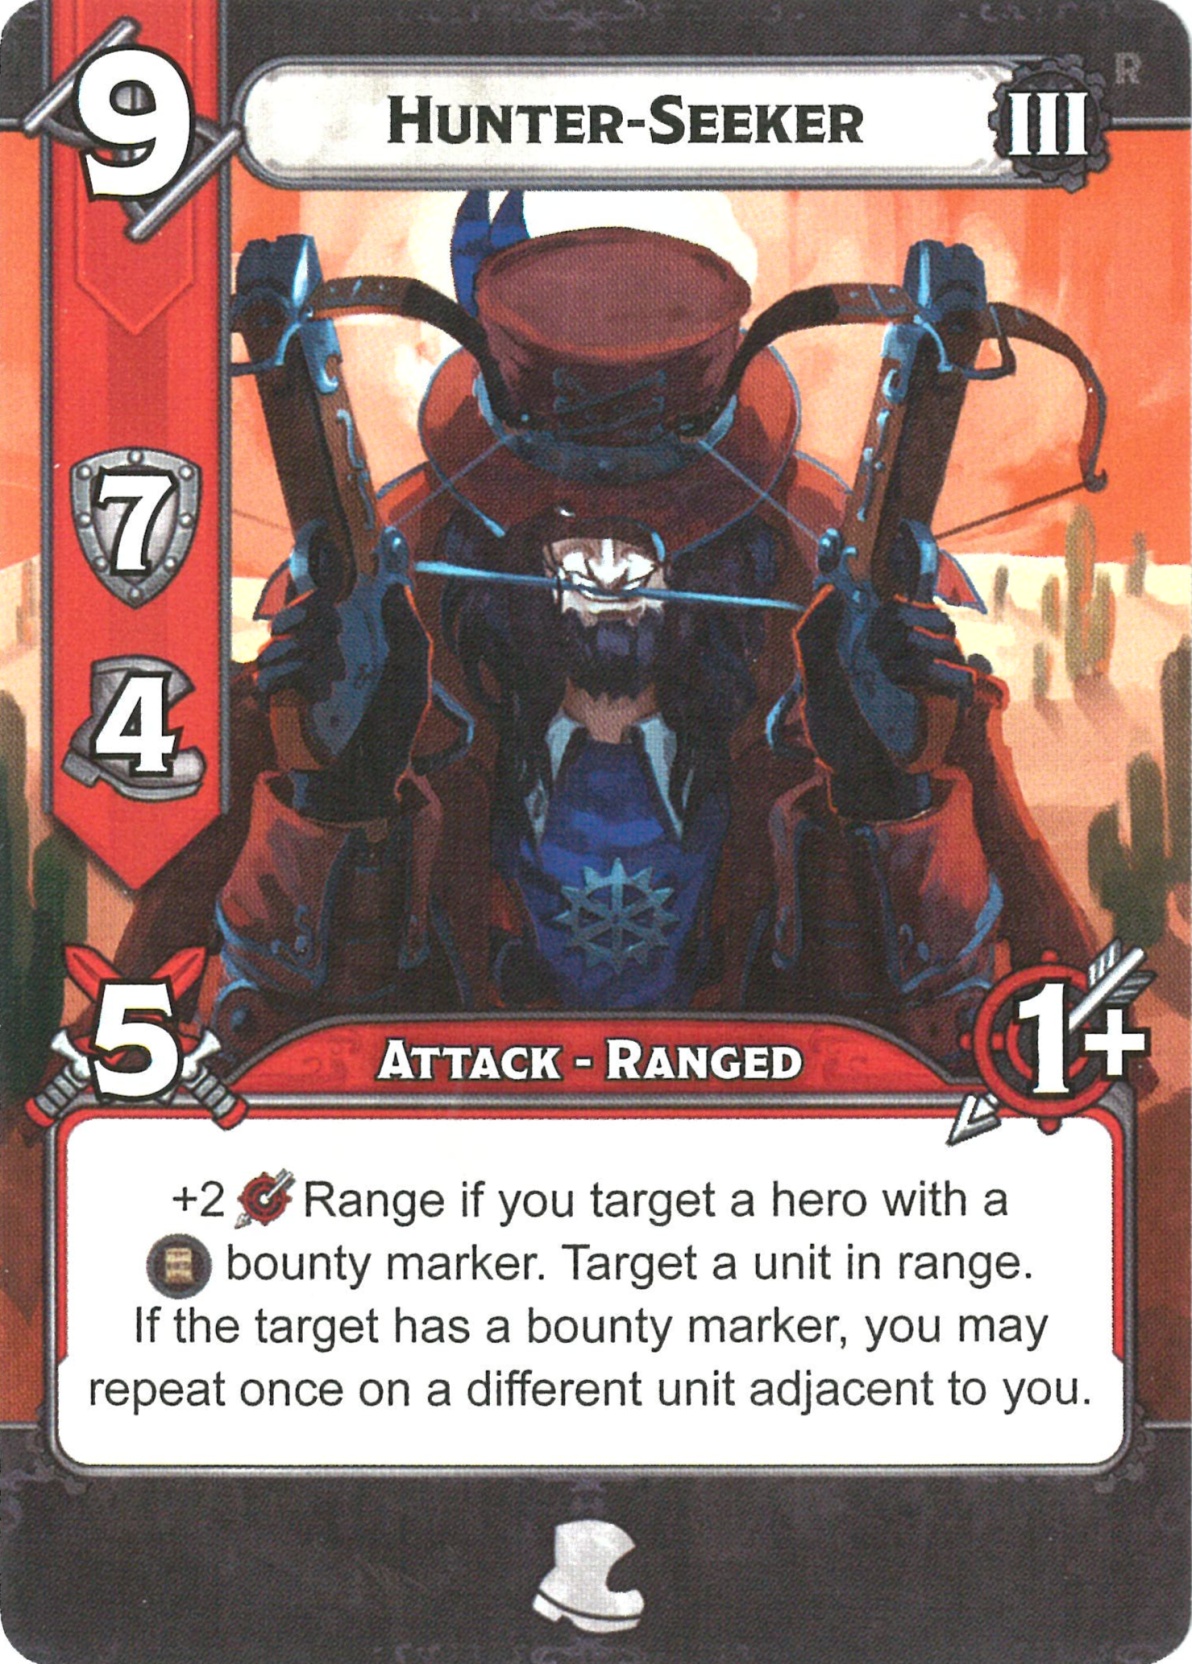 9
HUNTER-SEEKER
III
R
7
4
5
ATTACK - RANGED
1+
+2 Range if you target a hero with a
bounty marker. Target a unit in range.
If the target has a bounty marker, you may
repeat once on a different unit adjacent to you.